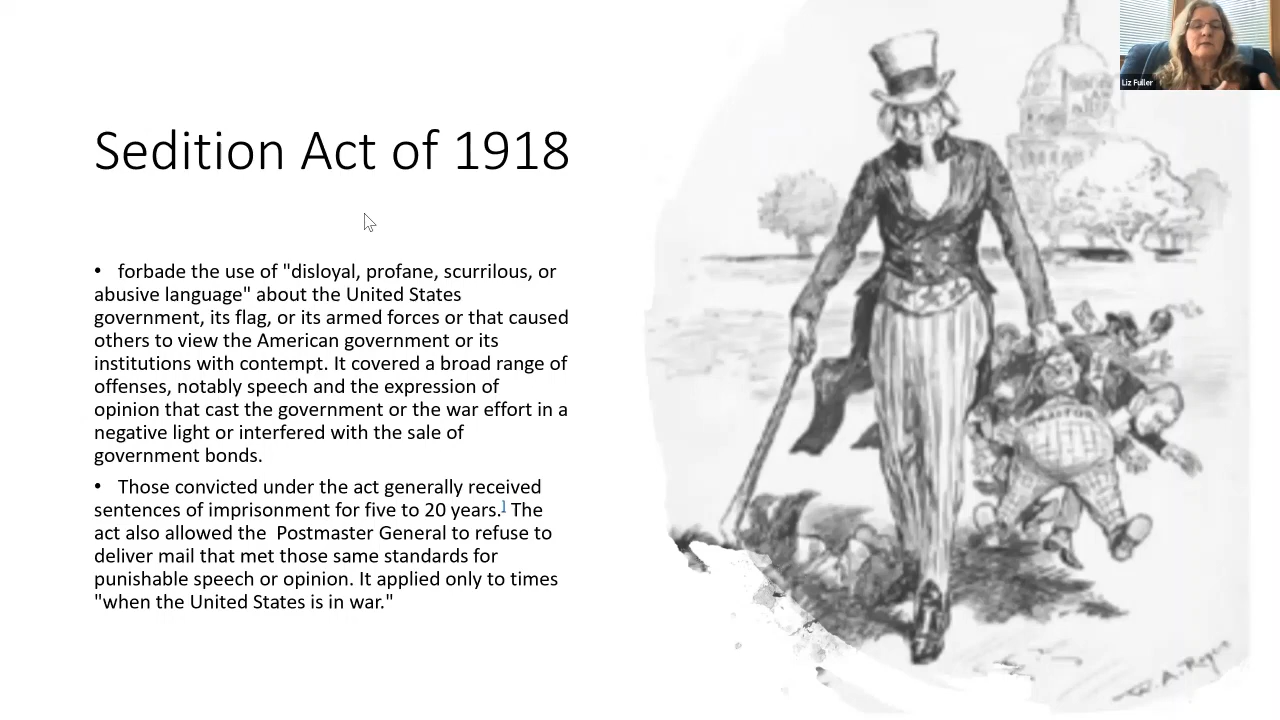 Liz Fuller
Sedition Act of 1918
• forbade the use of "disloyal, profane, scurrilous, or
abusive language" about the United States
government, its flag, or its armed forces or that caused
others to view the American government or its
institutions with contempt. It covered a broad range of
offenses, notably speech and the expression of
opinion that cast the government or the war effort in a
negative light or interfered with the sale of
government bonds.
• Those convicted under the act generally received
sentences of imprisonment for five to 20 years.] The
act also allowed the  Postmaster General to refuse to
deliver mail that met those same standards for
punishable speech or opinion. It applied only to times
"when the United States is in war."
TRAITOR
W. A. Rogers